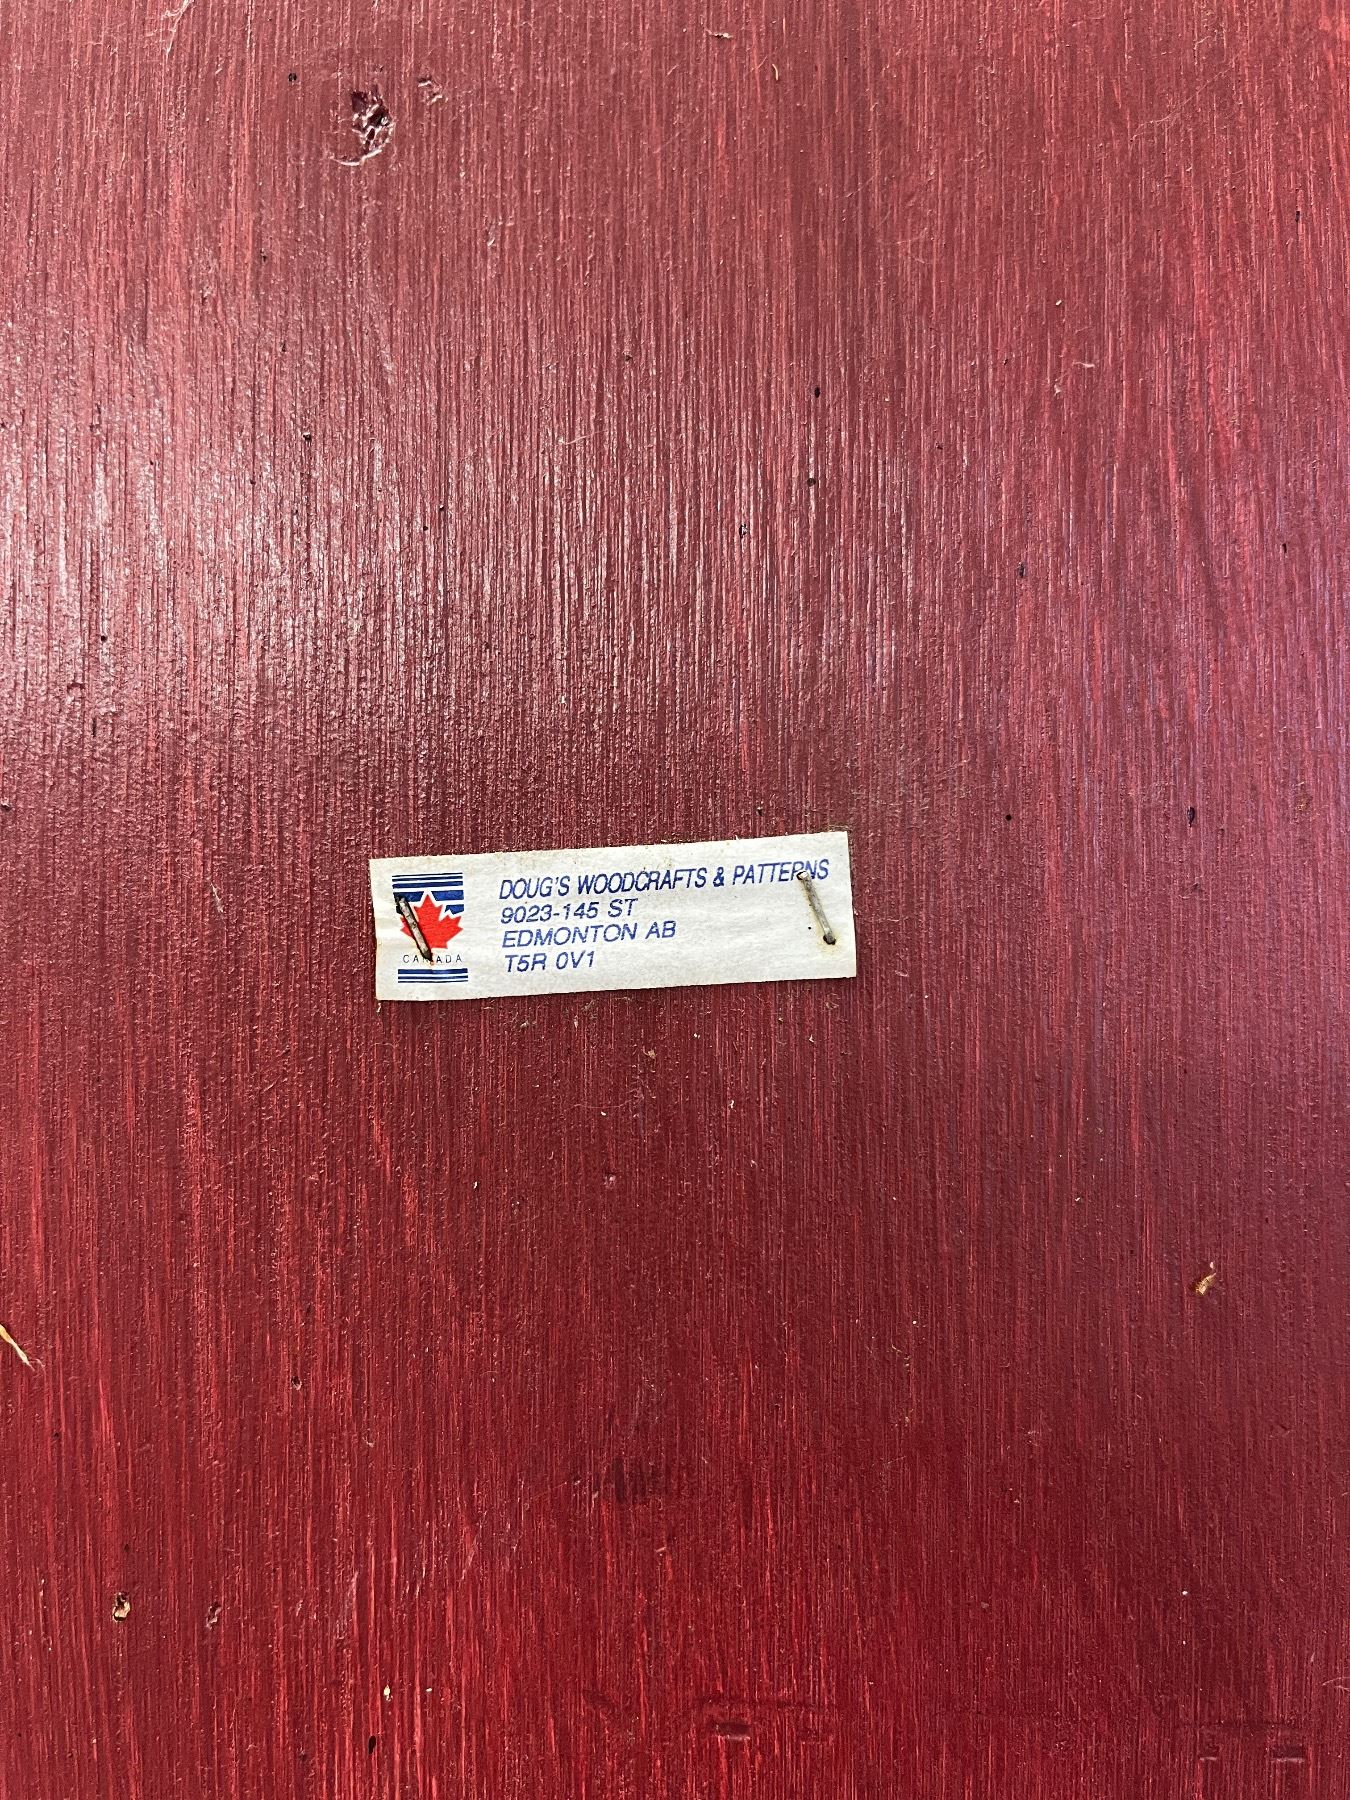 DOUG'S WOODCRAFTS & PATTERNS
9023-145 ST
EDMONTON AB
T5R 0V1
CANADA